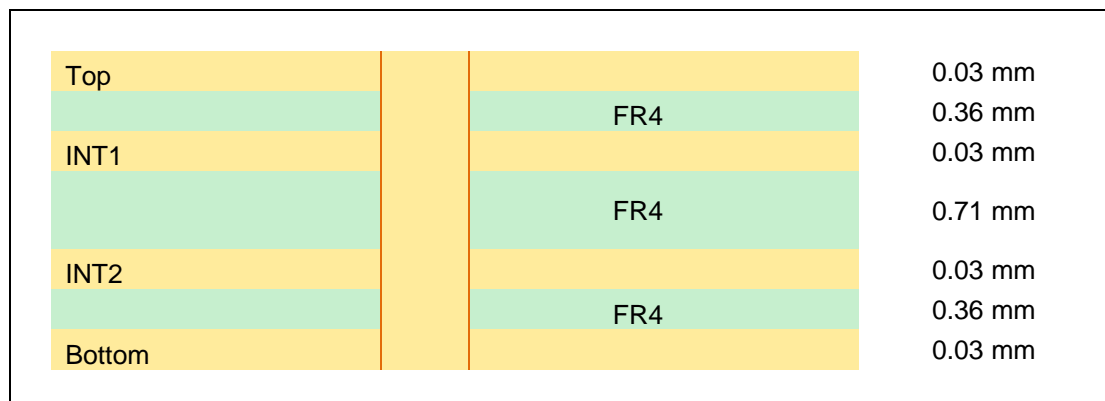 Top 0.03 mm
FR4 0.36 mm
INT1 0.03 mm
FR4 0.71 mm
INT2 0.03 mm
FR4 0.36 mm
Bottom 0.03 mm